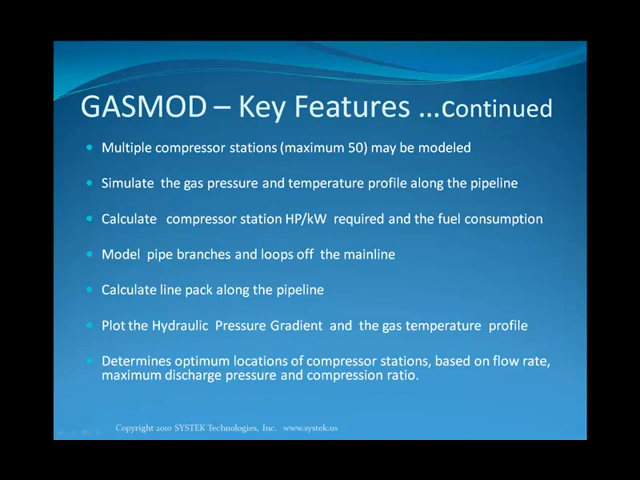 GASMOD – Key Features ...Continued
Multiple compressor stations (maximum 50) may be modeled
Simulate the gas pressure and temperature profile along the pipeline
Calculate compressor station HP/kW required and the fuel consumption
Model pipe branches and loops off the mainline
Calculate line pack along the pipeline
Plot the Hydraulic Pressure Gradient and the gas temperature profile
Determines optimum locations of compressor stations, based on flow rate,
maximum discharge pressure and compression ratio.
Copyright 2010 SYSTEK Technologies, Inc. www.systek.us